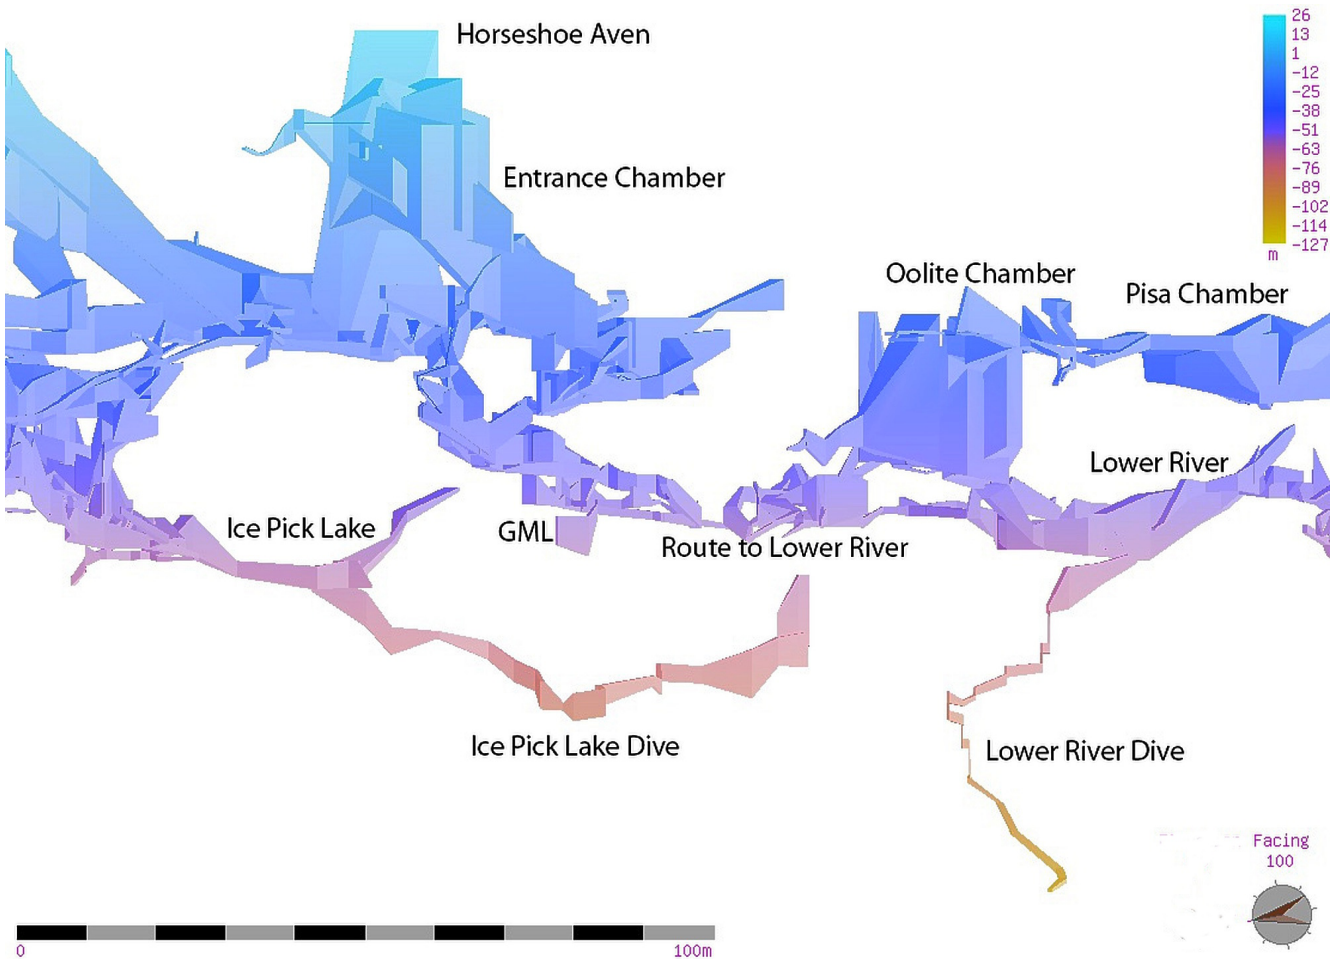 Horseshoe Aven
26
13
1
-12
-25
-38
-51
-63
-76
-89
-102
-114
-127
m
Entrance Chamber
Oolite Chamber
Pisa Chamber
Lower River
Ice Pick Lake
GML
Route to Lower River
Ice Pick Lake Dive
Lower River Dive
Facing
100
0
100m